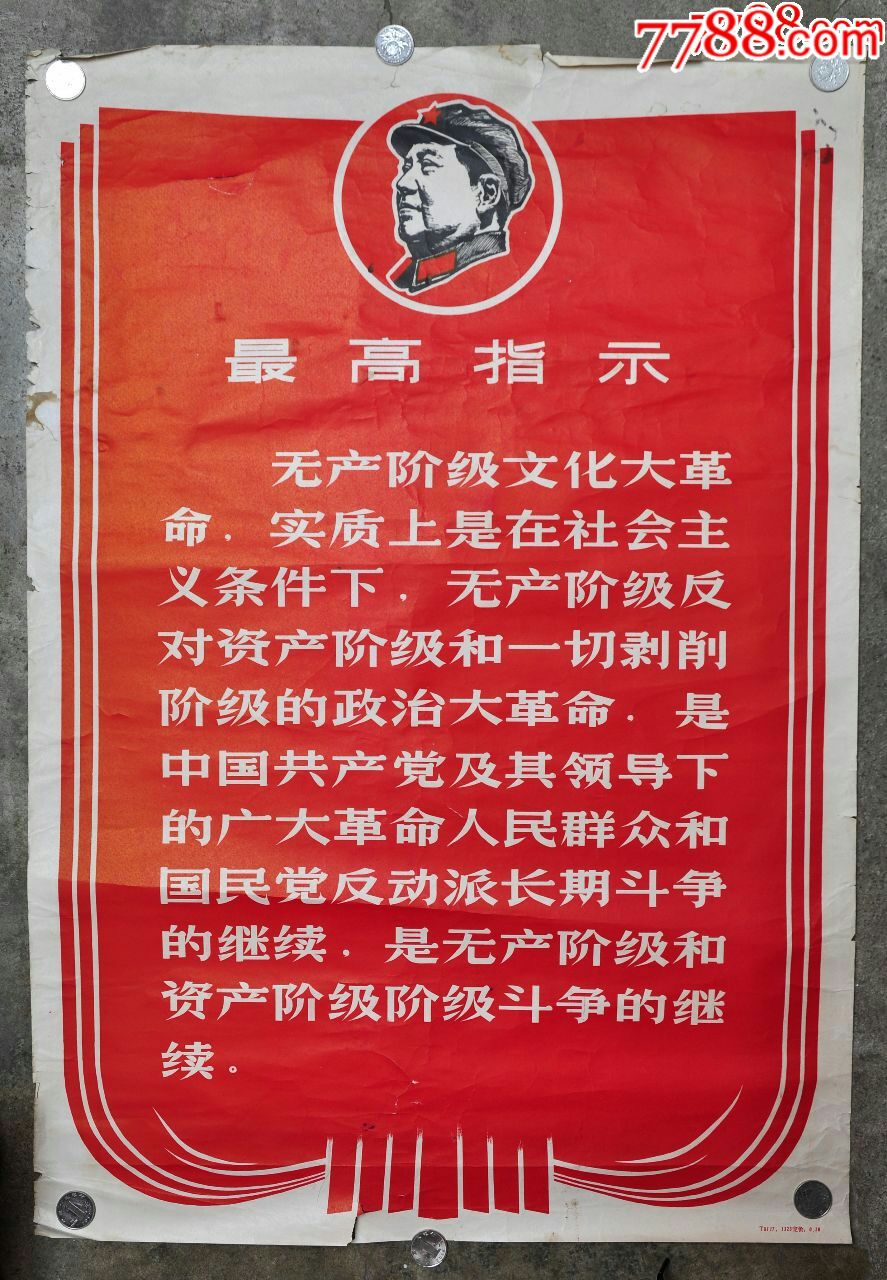 7788.com
最高指示
无产阶级文化大革
命，实质上是在社会主
义条件下，无产阶级反
对资产阶级和一切剥削
阶级的政治大革命，是
中国共产党及其领导下
的广大革命人民群众和
国民党反动派长期斗争
的继续，是无产阶级和
资产阶级阶级斗争的继
续。